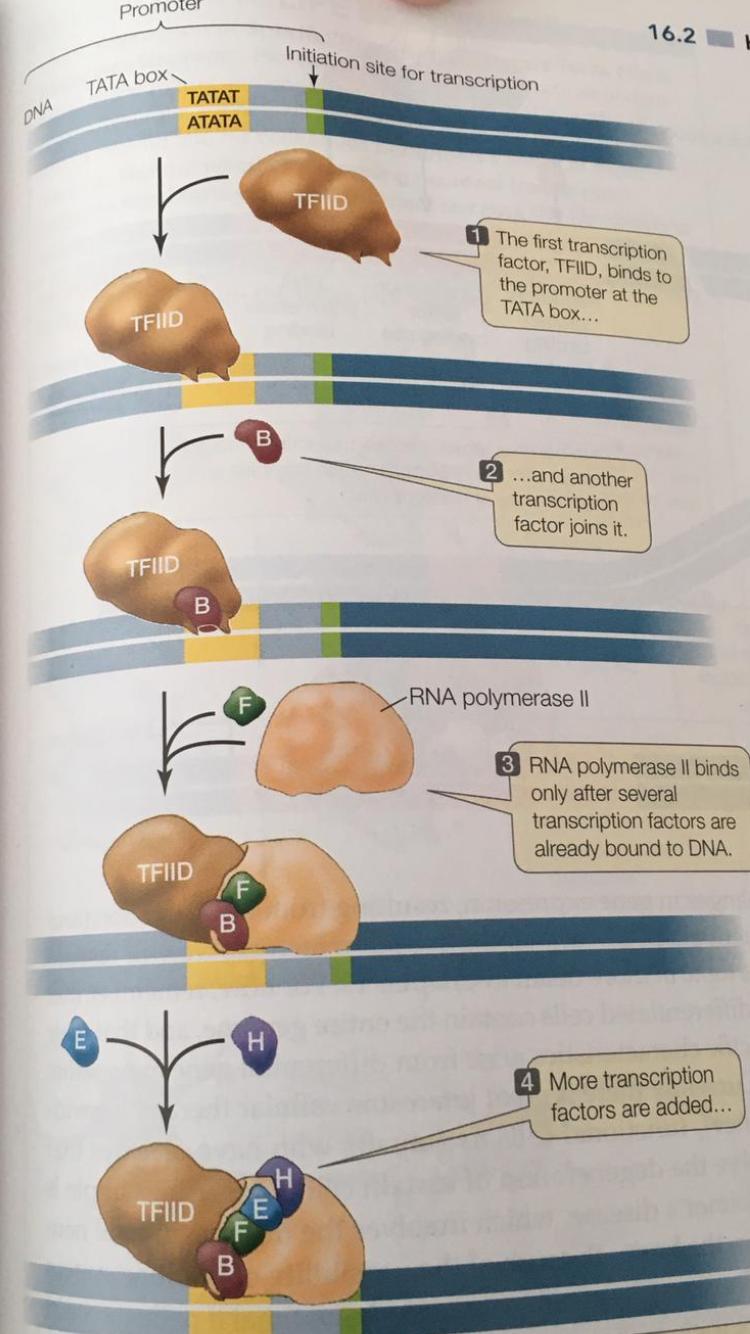 Promoter
16.2
Initiation site for transcription
TATA box
DNA
TATAT
ATATA
TFIID
1 The first transcription
factor, TFIID, binds to
the promoter at the
TATA box...
TFIID
B
2 ...and another
transcription
factor joins it.
TFIID
B
F
RNA polymerase II
3 RNA polymerase II binds
only after several
transcription factors are
already bound to DNA.
TFIID
F
B
E
H
4 More transcription
factors are added...
TFIID
H
E
F
B